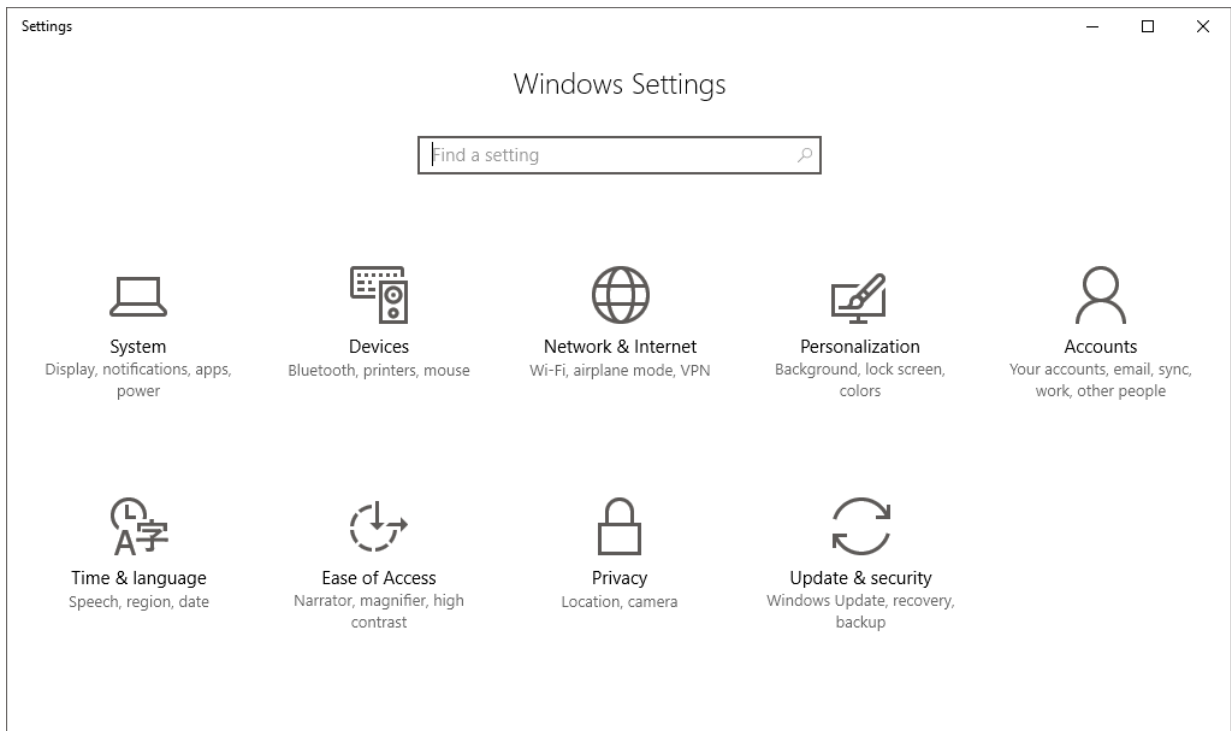 Settings
Windows Settings
Find a setting
System
Display, notifications, apps,
power
Devices
Bluetooth, printers, mouse
Network & Internet
Wi-Fi, airplane mode, VPN
Personalization
Background, lock screen,
colors
Accounts
Your accounts, email, sync,
work, other people
A字
Time & language
Speech, region, date
Ease of Access
Narrator, magnifier, high
contrast
Privacy
Location, camera
Update & security
Windows Update, recovery,
backup